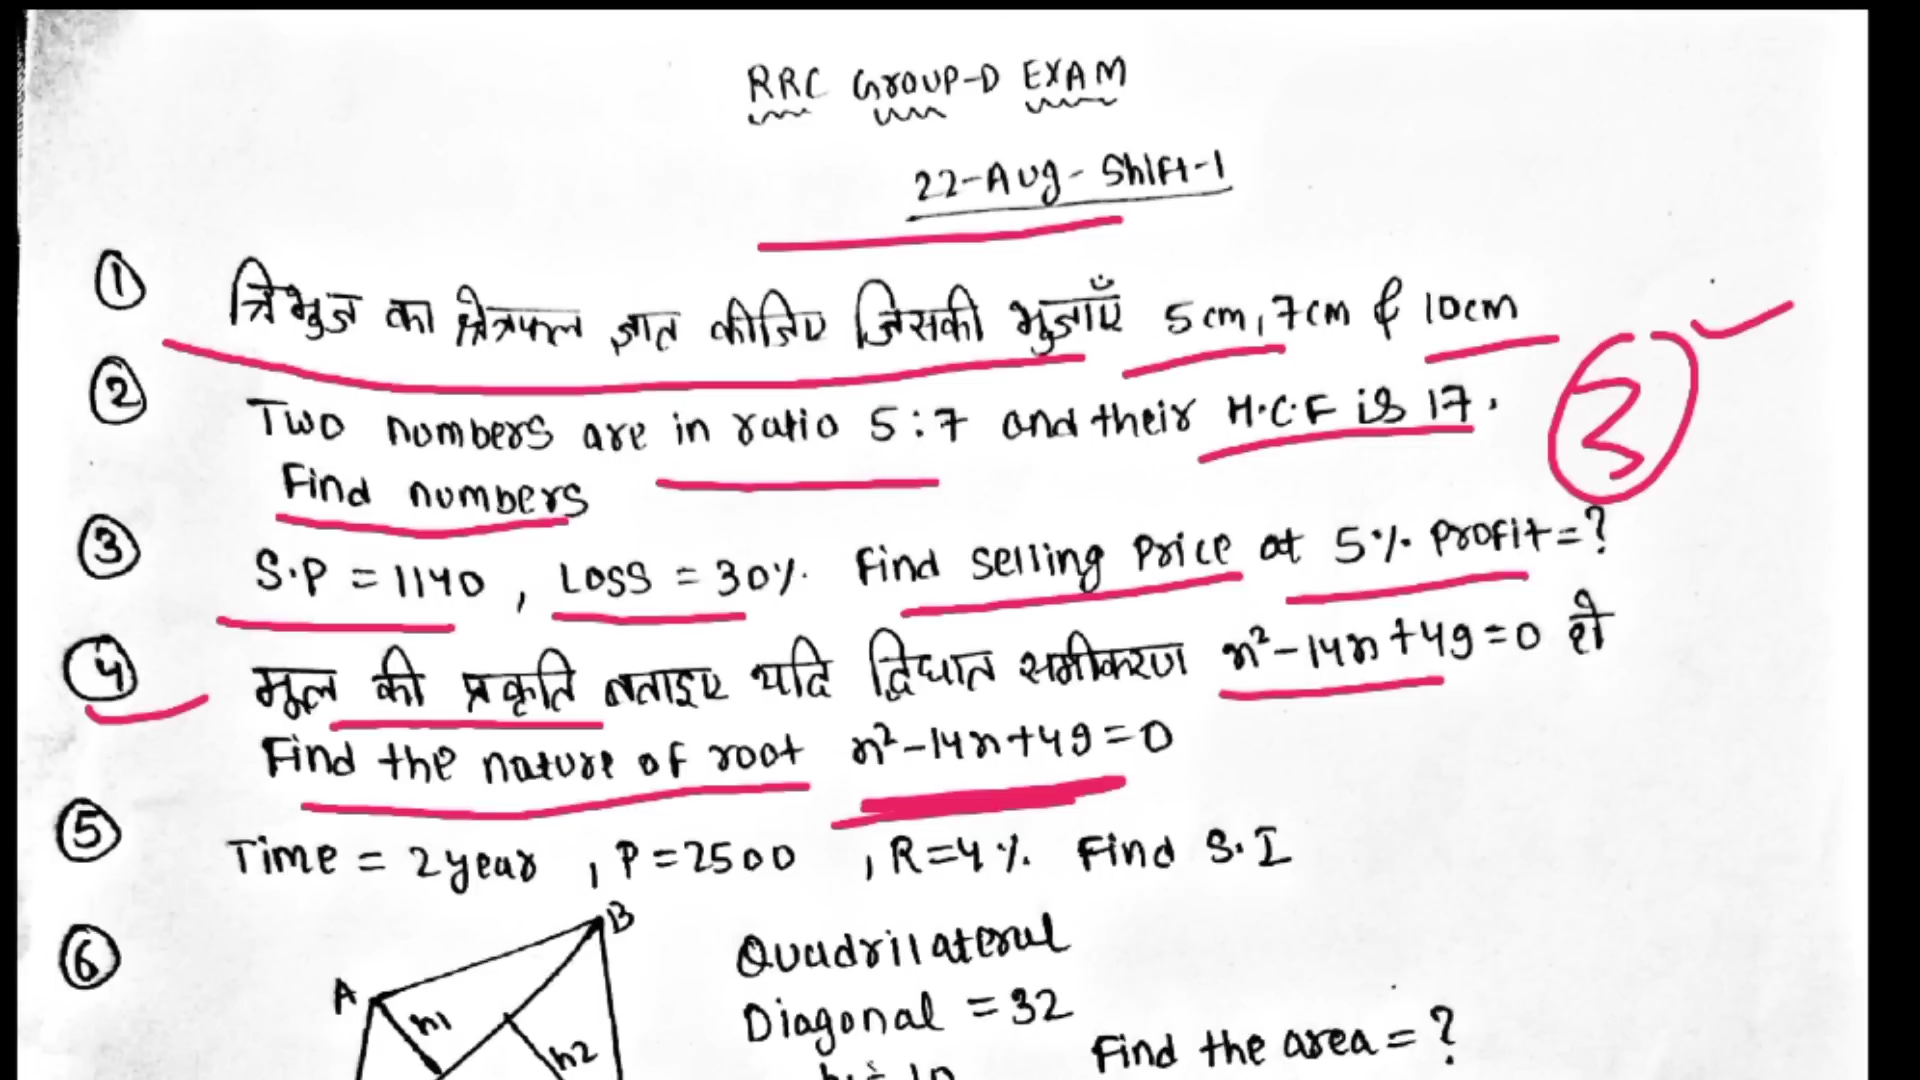 RRC GROUP-D EXAM
22-Aug-Shift-1
① त्रिभुज का क्षेत्रफल ज्ञात कीजिए जिसकी भुजाएँ 5cm, 7cm & 10cm
② Two numbers are in ratio 5:7 and their H.C.F is 17.
Find numbers
3
③ S.P = 1140, Loss = 30%. Find selling Price at 5% Profit = ?
④ मूल की प्रकृति बताइए यदि द्विघात समीकरण x²-14x+49=0 हो
Find the nature of root x²-14x+49=0
⑤ Time = 2 year, P=2500, R=4%. Find S.I
⑥ Quadrilateral
A B h1 h2
Diagonal = 32
Find the area = ?